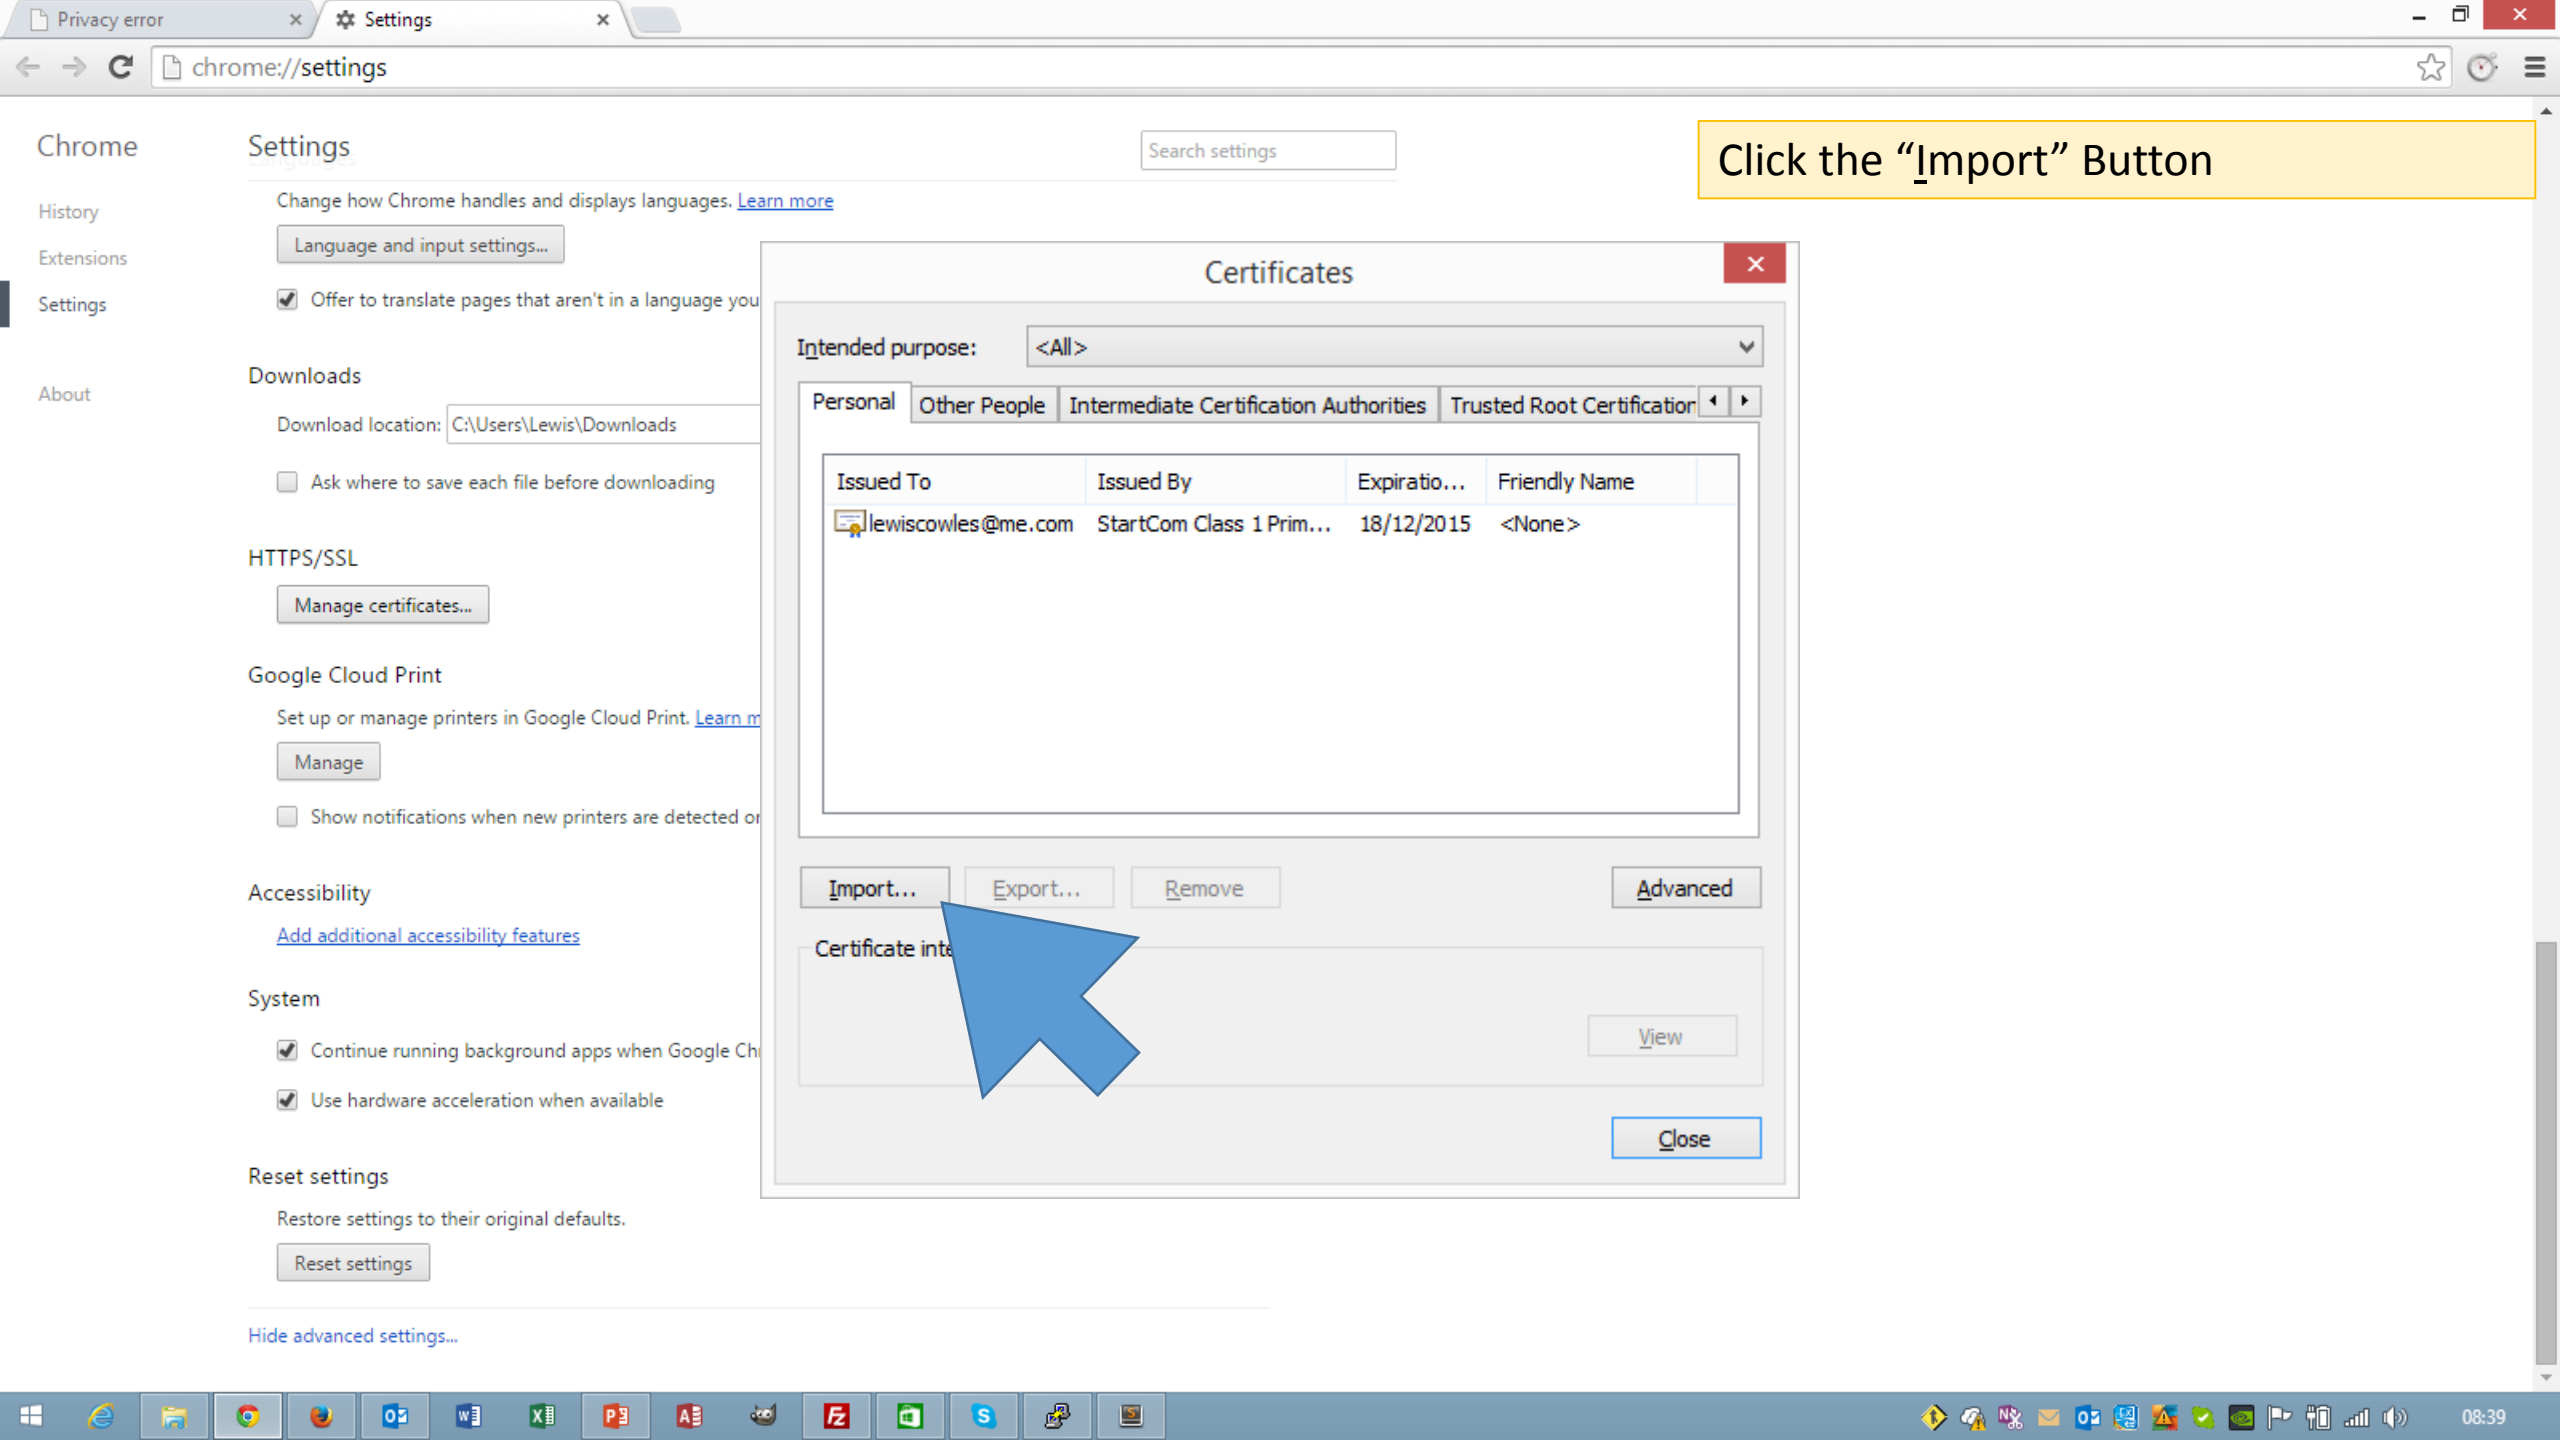 Privacy error
Settings
chrome://settings
Click the “Import” Button
Chrome
Settings
Search settings
History
Extensions
Settings
About
Change how Chrome handles and displays languages. Learn more
Language and input settings...
Offer to translate pages that aren't in a language you
Downloads
Download location: C:\Users\Lewis\Downloads
Ask where to save each file before downloading
HTTPS/SSL
Manage certificates...
Google Cloud Print
Set up or manage printers in Google Cloud Print. Learn m
Manage
Show notifications when new printers are detected or
Accessibility
Add additional accessibility features
System
Continue running background apps when Google Ch
Use hardware acceleration when available
Reset settings
Restore settings to their original defaults.
Reset settings
Hide advanced settings...
Certificates
Intended purpose: <All>
Personal Other People Intermediate Certification Authorities Trusted Root Certification
Issued To Issued By Expiratio... Friendly Name
lewiscowles@me.com StartCom Class 1 Prim... 18/12/2015 <None>
Import... Export... Remove Advanced
Certificate inte
View
Close
08:39